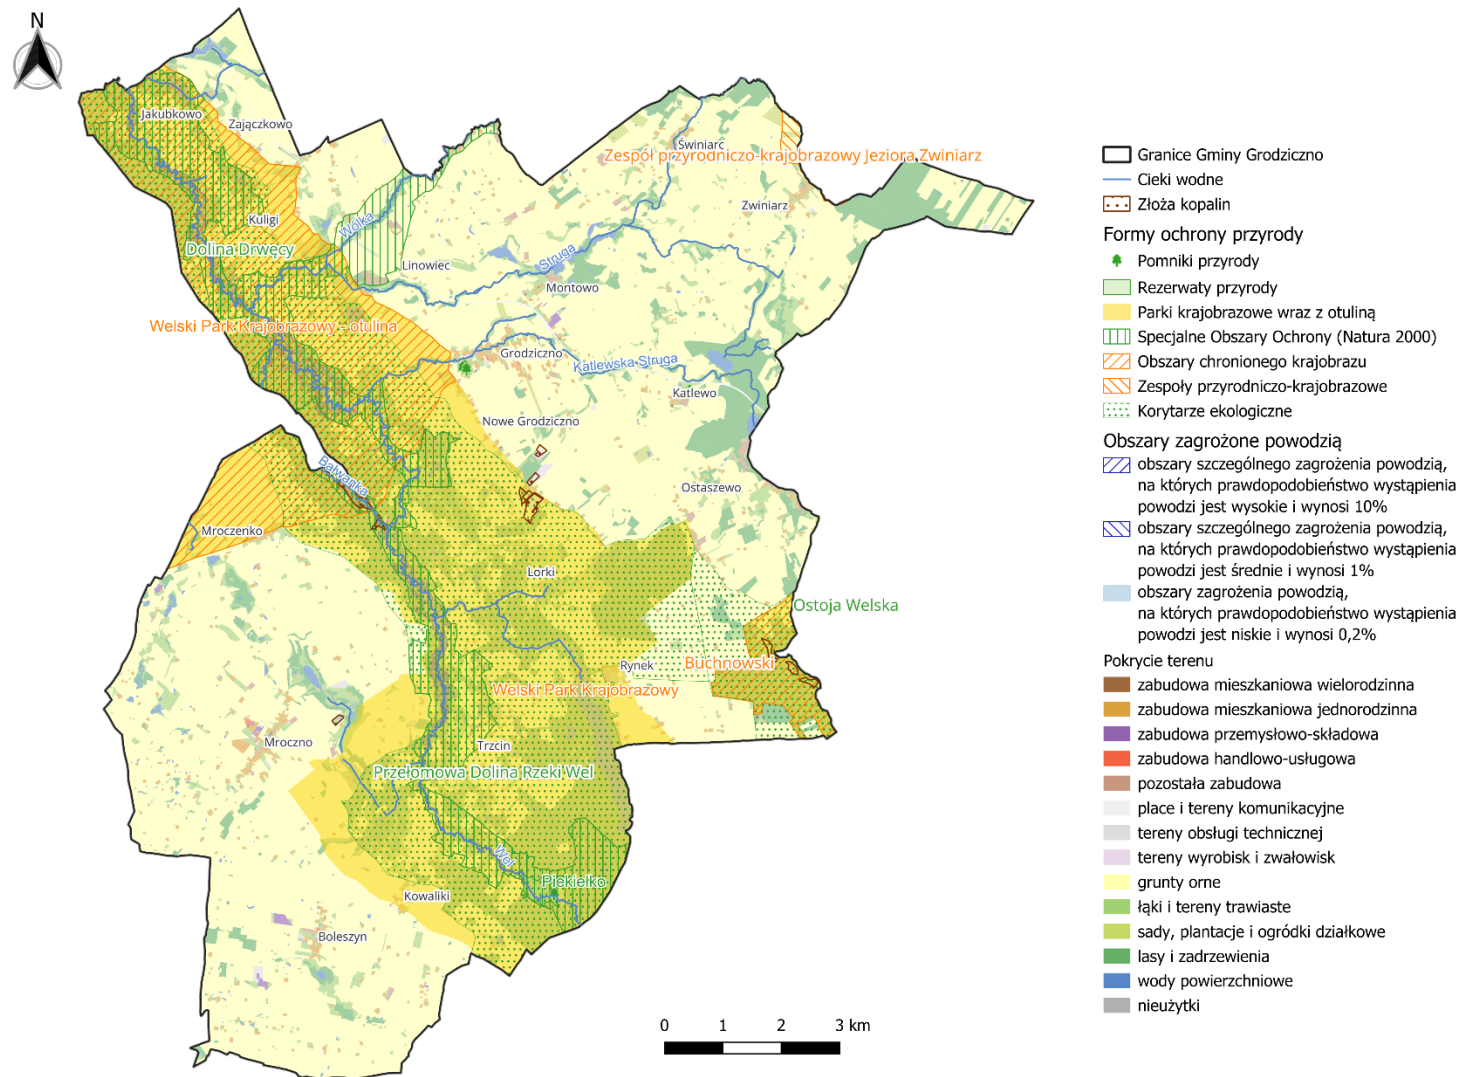 N
Jakubkowo
Zajączkowo
Świniarc
Zespół przyrodniczo-krajobrazowy Jeziora Zwiniarz
Zwiniarz
Kuligi
Wólka
Dolina Drwęcy
Linowiec
Struga
Montowo
Welski Park Krajobrazowy - otulina
Grodziczno
Katlewska Struga
Katlewo
Nowe Grodziczno
Bałwanka
Ostaszewo
Mroczenko
Lorki
Ostoja Welska
Rynek
Buchnowski
Welski Park Krajobrazowy
Mroczno
Trzcin
Przełomowa Dolina Rzeki Wel
Wel
Piekiełko
Kowaliki
Boleszyn
0 1 2 3 km
Granice Gminy Grodziczno
Cieki wodne
Złoża kopalin
Formy ochrony przyrody
Pomniki przyrody
Rezerwaty przyrody
Parki krajobrazowe wraz z otuliną
Specjalne Obszary Ochrony (Natura 2000)
Obszary chronionego krajobrazu
Zespoły przyrodniczo-krajobrazowe
Korytarze ekologiczne
Obszary zagrożone powodzią
obszary szczególnego zagrożenia powodzią,
na których prawdopodobieństwo wystąpienia
powodzi jest wysokie i wynosi 10%
obszary szczególnego zagrożenia powodzią,
na których prawdopodobieństwo wystąpienia
powodzi jest średnie i wynosi 1%
obszary zagrożenia powodzią,
na których prawdopodobieństwo wystąpienia
powodzi jest niskie i wynosi 0,2%
Pokrycie terenu
zabudowa mieszkaniowa wielorodzinna
zabudowa mieszkaniowa jednorodzinna
zabudowa przemysłowo-składowa
zabudowa handlowo-usługowa
pozostała zabudowa
place i tereny komunikacyjne
tereny obsługi technicznej
tereny wyrobisk i zwałowisk
grunty orne
łąki i tereny trawiaste
sady, plantacje i ogródki działkowe
lasy i zadrzewienia
wody powierzchniowe
nieużytki